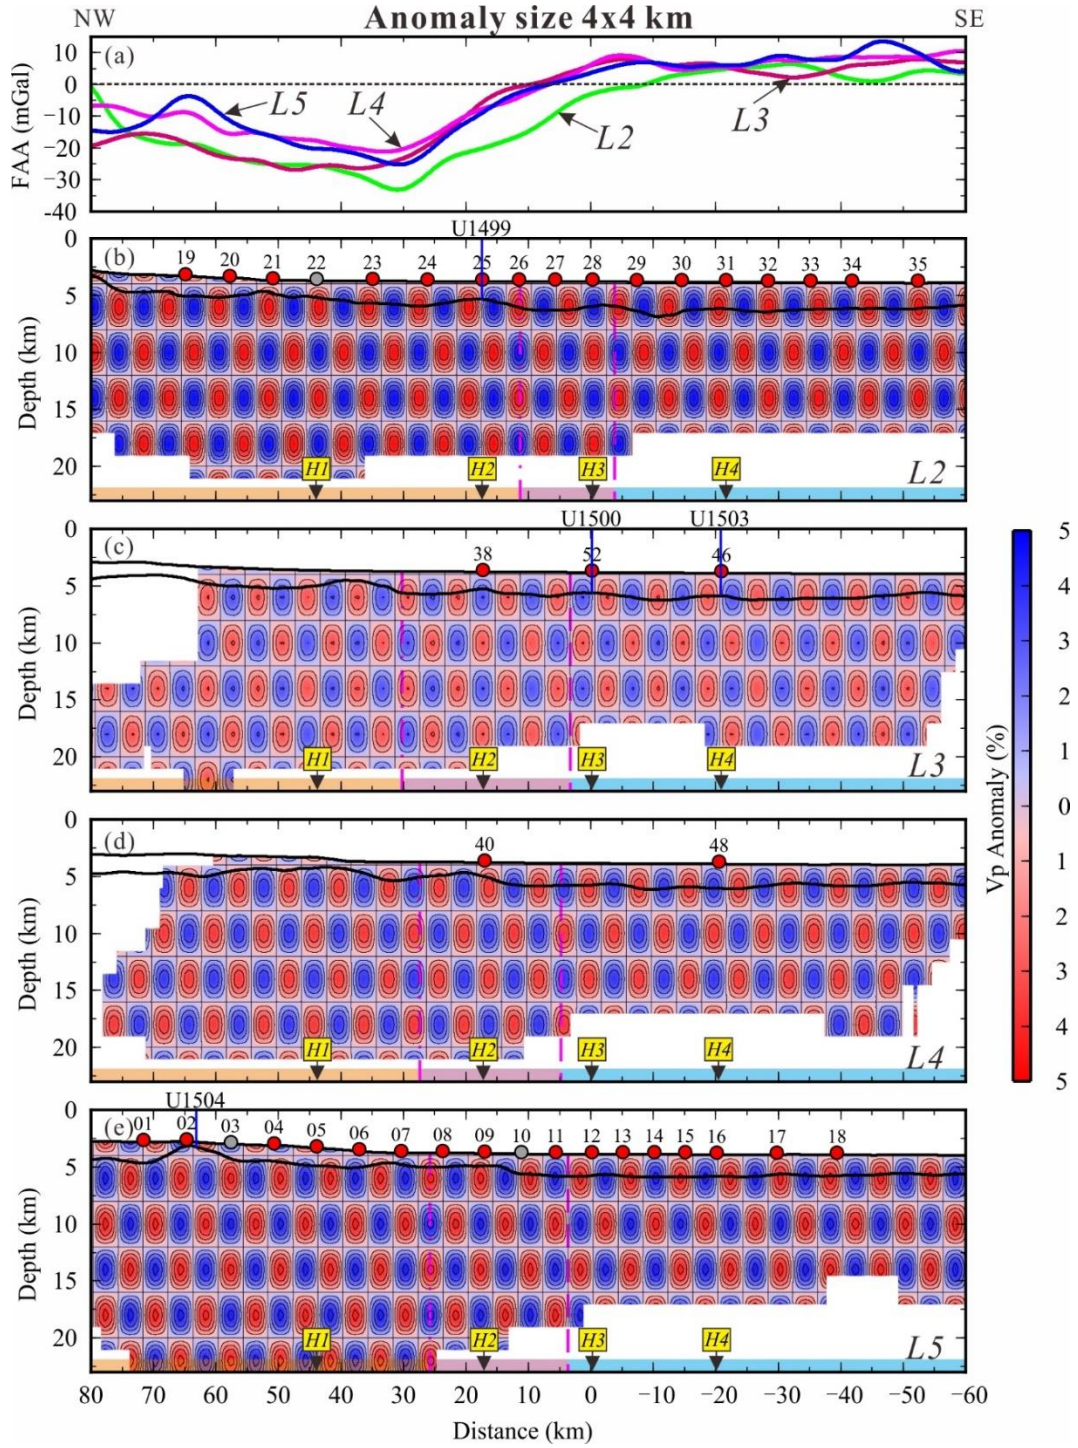 NW Anomaly size 4x4 km SE
(a)
10
0
-10
-20
-30
-40
FAA (mGal)
L5 L4 L2 L3
U1499
(b)
19 20 21 22 23 24 25 26 27 28 29 30 31 32 33 34 35
0
5
10
15
20
Depth (km)
H1 H2 H3 H4
L2
U1500 U1503
(c)
38 52 46
0
5
10
15
20
Depth (km)
H1 H2 H3 H4
L3
(d)
40 48
0
5
10
15
20
Depth (km)
H1 H2 H3 H4
L4
U1504
(e)
01 02 03 04 05 06 07 08 09 10 11 12 13 14 15 16 17 18
0
5
10
15
20
Depth (km)
H1 H2 H3 H4
L5
80 70 60 50 40 30 20 10 0 −10 −20 −30 −40 −50 −60
Distance (km)
5
4
3
2
1
0
1
2
3
4
5
Vp Anomaly (%)